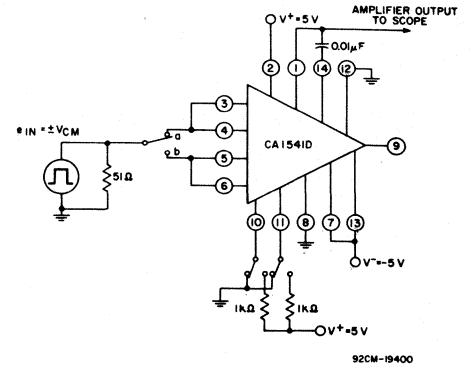 AMPLIFIER OUTPUT
TO SCOPE
V+=5V
0.01μF
2
1
14
12
3
4
5
6
CA1541D
9
eIN=±VCM
a
b
51Ω
10
11
8
7
13
V-=-5V
1kΩ
1kΩ
V+=5V
92CM-19400